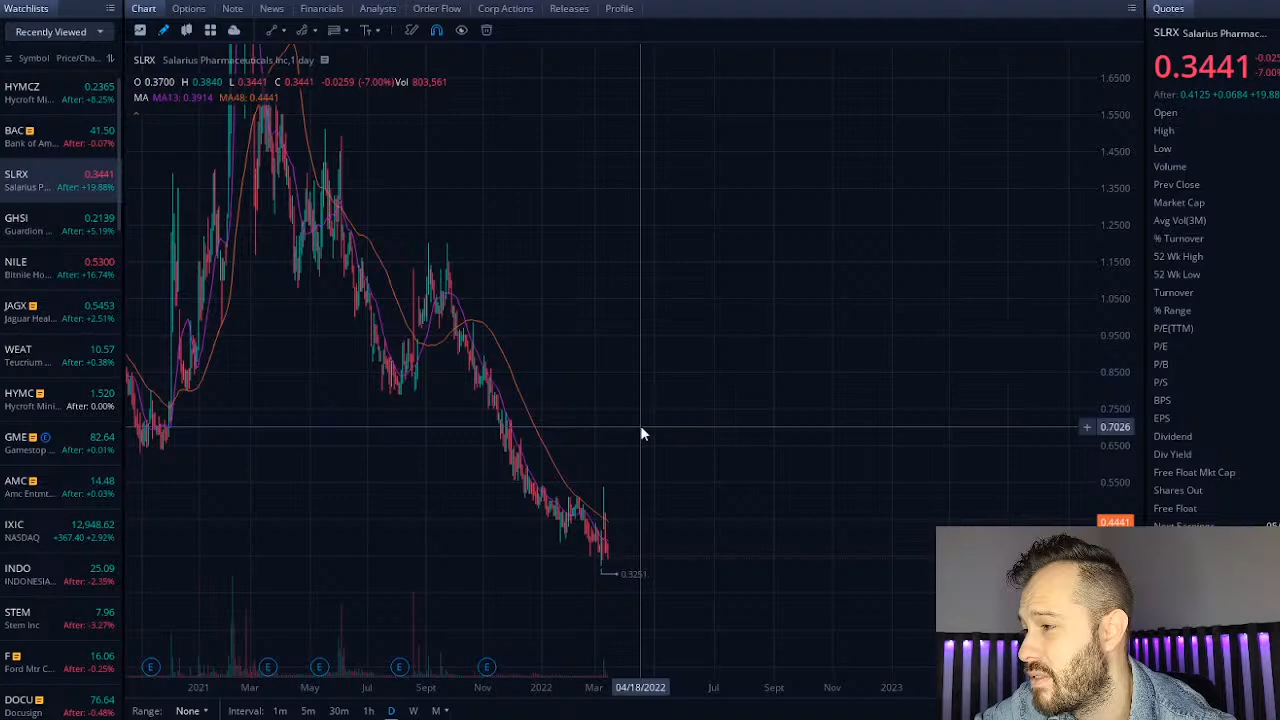 Watchlists
Chart Options Note News Financials Analysts Order Flow Corp Actions Releases Profile
Quotes
Recently Viewed
Symbol Price/Cha...
HYMCZ 0.2365
Hycroft Mi... +8.25%
BAC 41.50
Bank of Am... After: -0.07%
SLRX 0.3441
Salarius P... After: +19.88%
GHSI 0.2139
Guardion ... After: +5.19%
NILE 0.5300
Bitnile Ho... After: +16.74%
JAGX 0.5453
Jaguar Heal... After: +2.51%
WEAT 10.57
Teucrium ... After: +0.38%
HYMC 1.520
Hycroft Mini... After: 0.00%
GME E 82.64
Gamestop ... After: +0.01%
AMC 14.48
Amc Entnt... After: +0.03%
IXIC 12,948.62
NASDAQ +367.40 +2.92%
INDO 25.09
INDONESIA... After: -2.35%
STEM 7.96
Stem Inc After: -3.27%
F 16.06
Ford Mtr C... After: -0.25%
DOCU 76.64
Docusign After: -0.48%
SLRX Salarius Pharmaceuticals Inc,1 day
O 0.3700 H 0.3840 L 0.3441 C 0.3441 -0.0259 (-7.00%) Vol 803,561
MA MA13: 0.3914 MA48: 0.4441
1.6500
1.5500
1.4500
1.3500
1.2500
1.1500
1.0500
0.9500
0.8500
0.7500
+ 0.7026
0.6500
0.5500
0.4441
0.3251
E E E E E
2021 Mar May Jul Sept Nov 2022 Mar 04/18/2022 Jul Sept Nov 2023
Range: None Interval: 1m 5m 30m 1h D W M
SLRX Salarius Pharmac...
0.3441 -0.025
-7.00%
After: 0.4125 +0.0684 +19.88
Open
High
Low
Volume
Prev Close
Market Cap
Avg Vol(3M)
% Turnover
52 Wk High
52 Wk Low
Turnover
% Range
P/E(TTM)
P/E
P/B
P/S
BPS
EPS
Dividend
Div Yield
Free Float Mkt Cap
Shares Out
Free Float